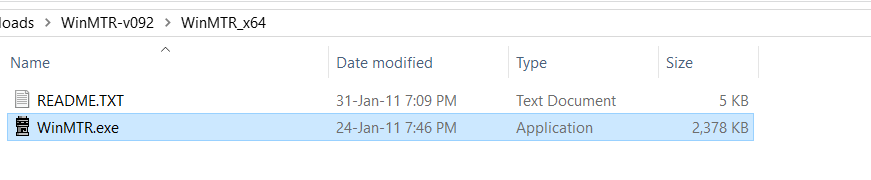 loads > WinMTR-v092 > WinMTR_x64
Name Date modified Type Size
README.TXT 31-Jan-11 7:09 PM Text Document 5 KB
WinMTR.exe 24-Jan-11 7:46 PM Application 2,378 KB